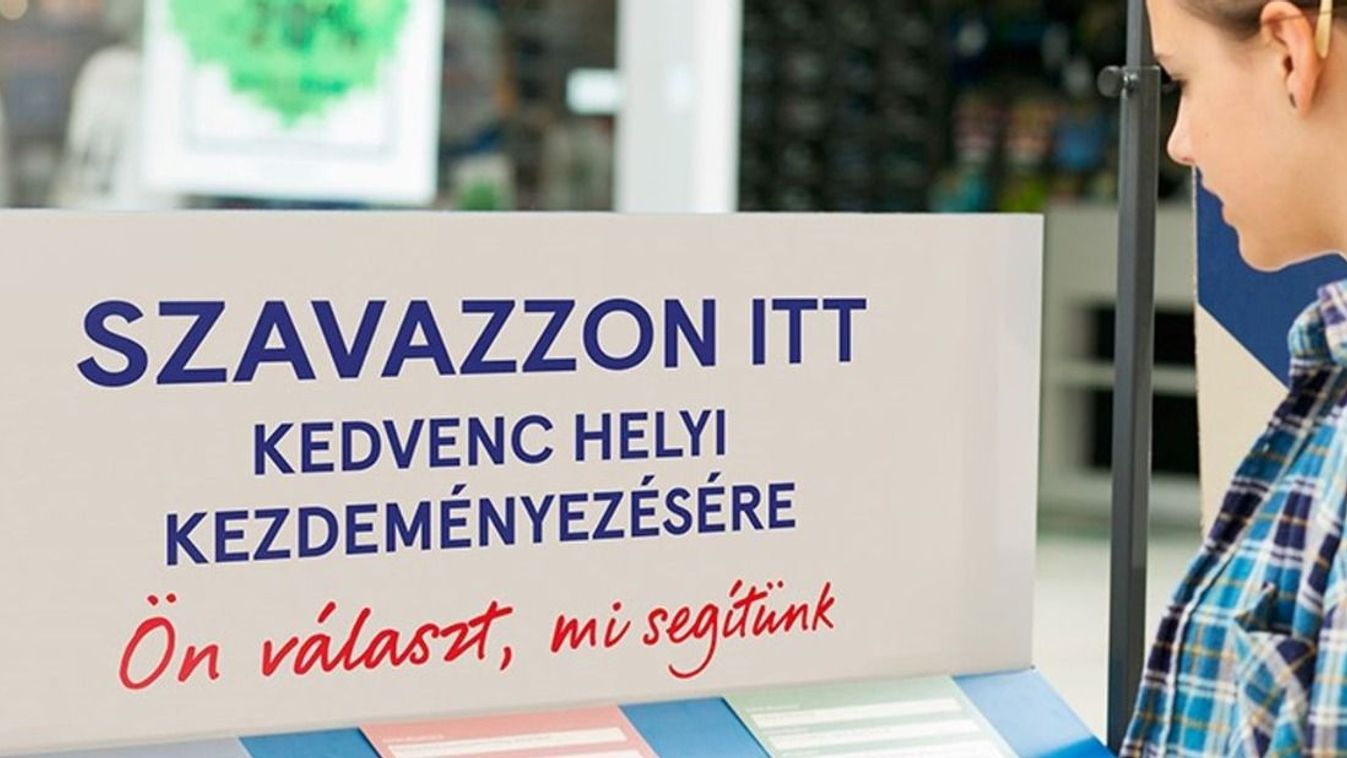 SZAVAZZON ITT
KEDVENC HELYI
KEZDEMÉNYEZÉSÉRE
Ön választ, mi segítünk